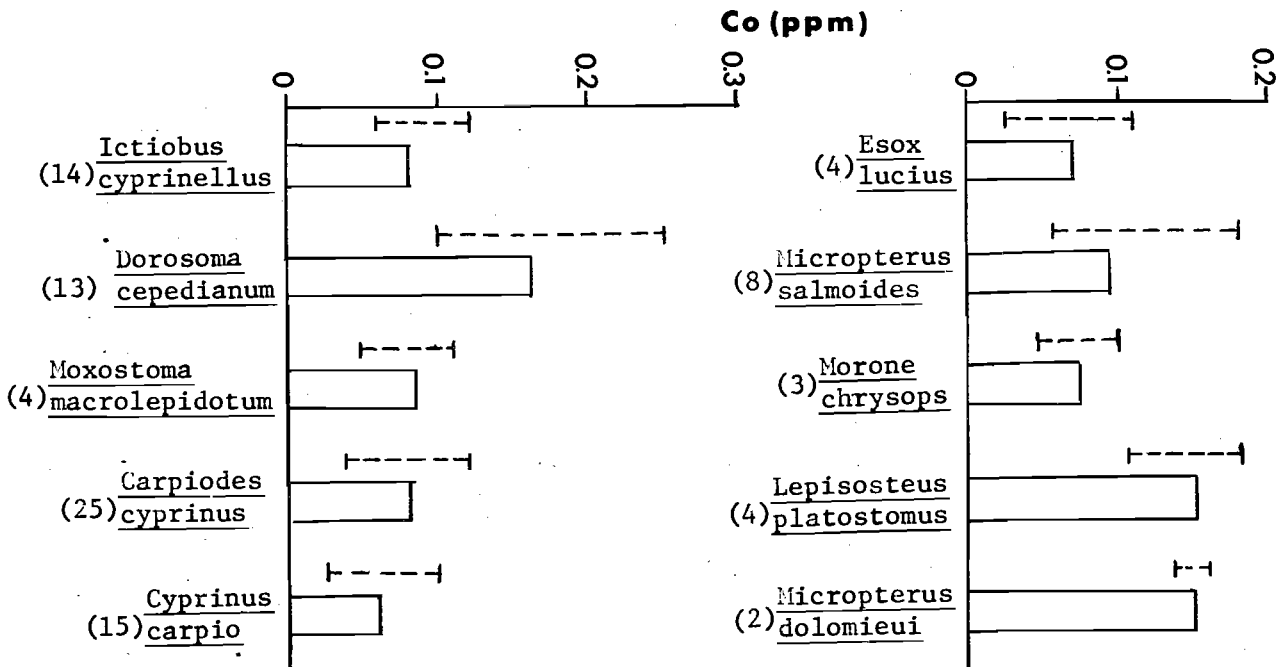 Co (ppm)
0 0.1 0.2 0.3
Ictiobus
(14) cyprinellus
Dorosoma
(13) cepedianum
Moxostoma
(4) macrolepidotum
Carpiodes
(25) cyprinus
Cyprinus
(15) carpio
0 0.1 0.2
Esox
(4) lucius
Micropterus
(8) salmoides
Morone
(3) chrysops
Lepisosteus
(4) platostomus
Micropterus
(2) dolomieui